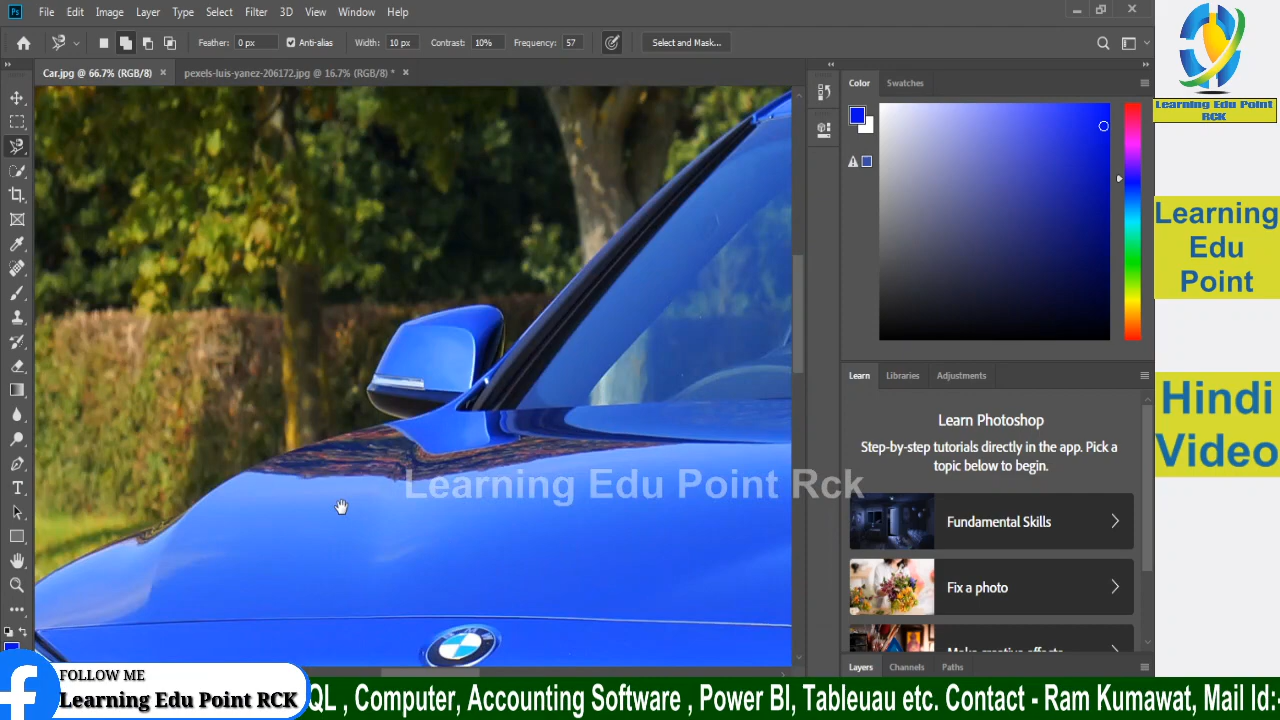 Ps File Edit Image Layer Type Select Filter 3D View Window Help
Feather: 0 px Anti-alias Width: 10 px Contrast: 10% Frequency: 57 Select and Mask...
Car.jpg @ 66.7% (RGB/8) × pexels-luis-yanez-206172.jpg @ 16.7% (RGB/8) * ×
Color Swatches
Learn Libraries Adjustments
Learn Photoshop
Step-by-step tutorials directly in the app. Pick a
topic below to begin.
Fundamental Skills
Fix a photo
Layers Channels Paths
Learning Edu Point Rck
Learning Edu Point
RCK
Learning
Edu
Point
Hindi
Video
FOLLOW ME
Learning Edu Point RCK
QL , Computer, Accounting Software , Power BI, Tableuau etc. Contact - Ram Kumawat, Mail Id: